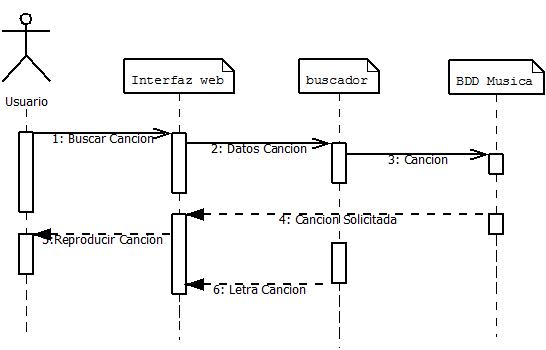 Usuario
Interfaz web
buscador
BDD Musica
1: Buscar Cancion
2: Datos Cancion
3: Cancion
4: Cancion Solicitada
5:Reproducir Cancion
6: Letra Cancion